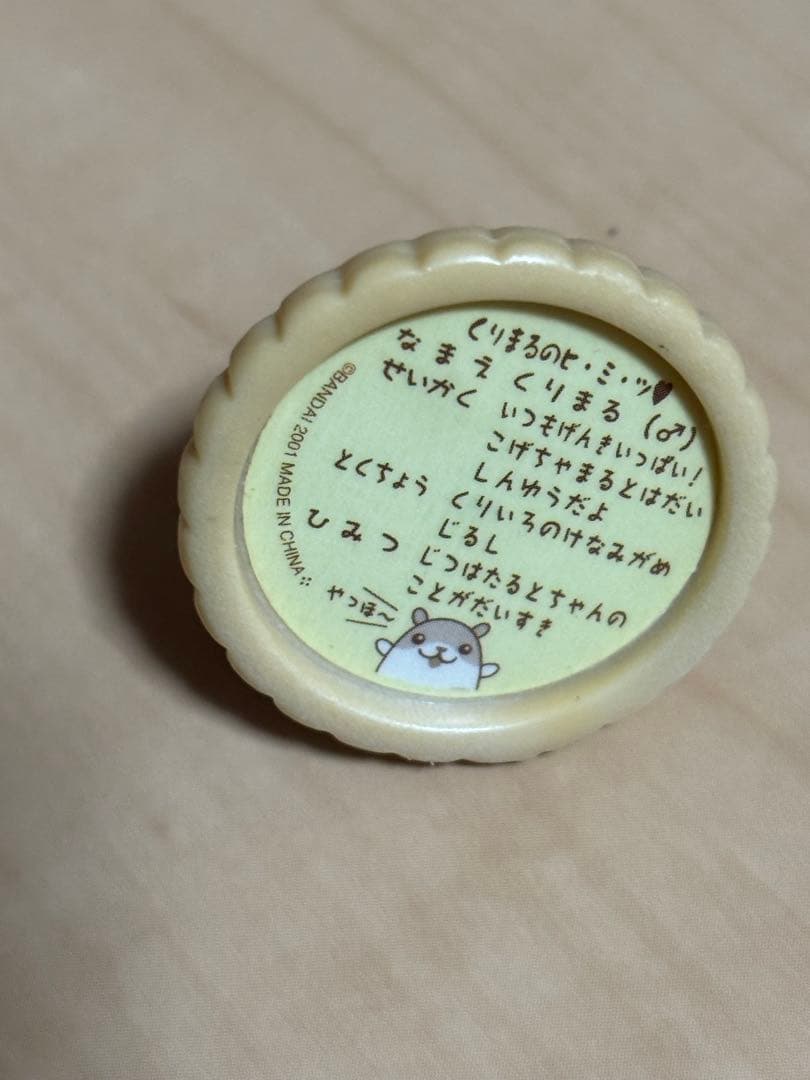 くりまるのヒ・ミ・ツ♥
なまえ くりまる(♂)
せいかく いつもげんきいっぱい!
こげちゃまるとはだい
しんゆうだよ
とくちょう くりいろのけなみがめ
じるし
ひみつ じつはたるとちゃんの
ことがだいすき
やっほ〜
©BANDAI 2001 MADE IN CHINA